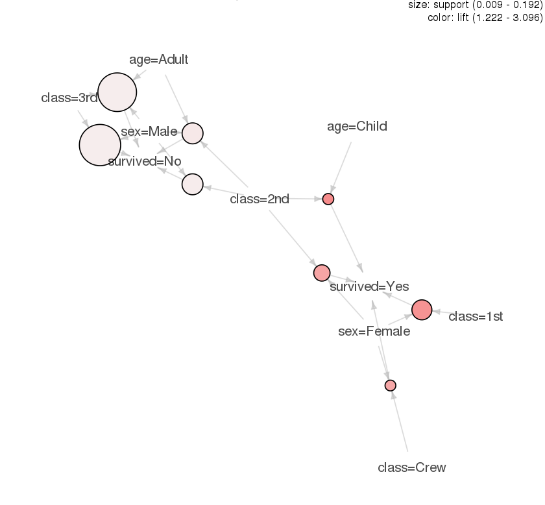 size: support (0.009 - 0.192)
color: lift (1.222 - 3.096)
age=Adult
class=3rd
sex=Male
age=Child
survived=No
class=2nd
survived=Yes
class=1st
sex=Female
class=Crew